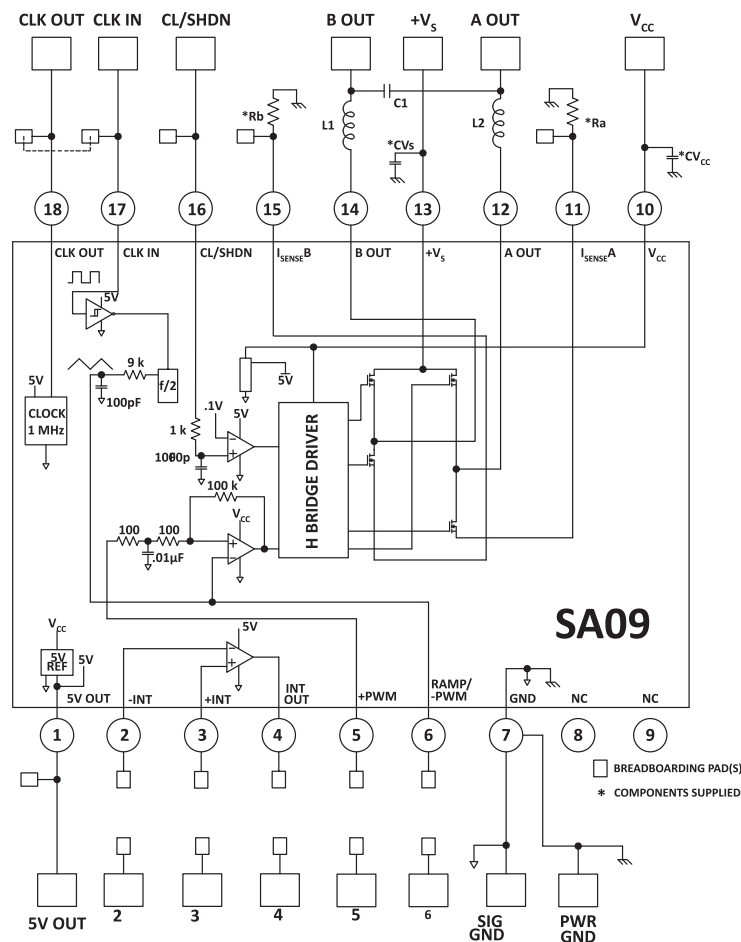 CLK OUT CLK IN CL/SHDN B OUT +VS A OUT VCC
*Rb C1 *Ra
L1 L2
*CVs *CVCC
18 17 16 15 14 13 12 11 10
CLK OUT CLK IN CL/SHDN ISENSEB B OUT +VS A OUT ISENSEA VCC
5V
9 k
5V f/2 5V
100pF
CLOCK
1 MHz
.1V 5V
1 k
100 k
H BRIDGE DRIVER
VCC
100 100
.01µF
SA09
VCC 5V
5V
REF
5V
5V OUT -INT +INT INT
OUT
+PWM RAMP/
-PWM
GND NC NC
1 2 3 4 5 6 7 8 9
BREADBOARDING PAD(S)
* COMPONENTS SUPPLIED
5V OUT 2 3 4 5 6 SIG
GND
PWR
GND